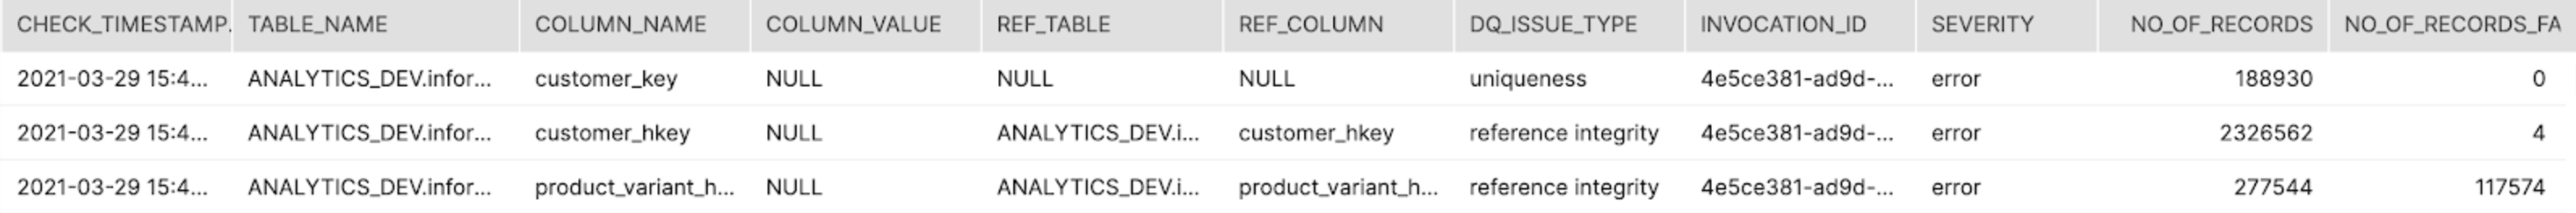 CHECK_TIMESTAMP. TABLE_NAME COLUMN_NAME COLUMN_VALUE REF_TABLE REF_COLUMN DQ_ISSUE_TYPE INVOCATION_ID SEVERITY NO_OF_RECORDS NO_OF_RECORDS_FA
2021-03-29 15:4... ANALYTICS_DEV.infor... customer_key NULL NULL NULL uniqueness 4e5ce381-ad9d-... error 188930 0
2021-03-29 15:4... ANALYTICS_DEV.infor... customer_hkey NULL ANALYTICS_DEV.i... customer_hkey reference integrity 4e5ce381-ad9d-... error 2326562 4
2021-03-29 15:4... ANALYTICS_DEV.infor... product_variant_h... NULL ANALYTICS_DEV.i... product_variant_h... reference integrity 4e5ce381-ad9d-... error 277544 117574